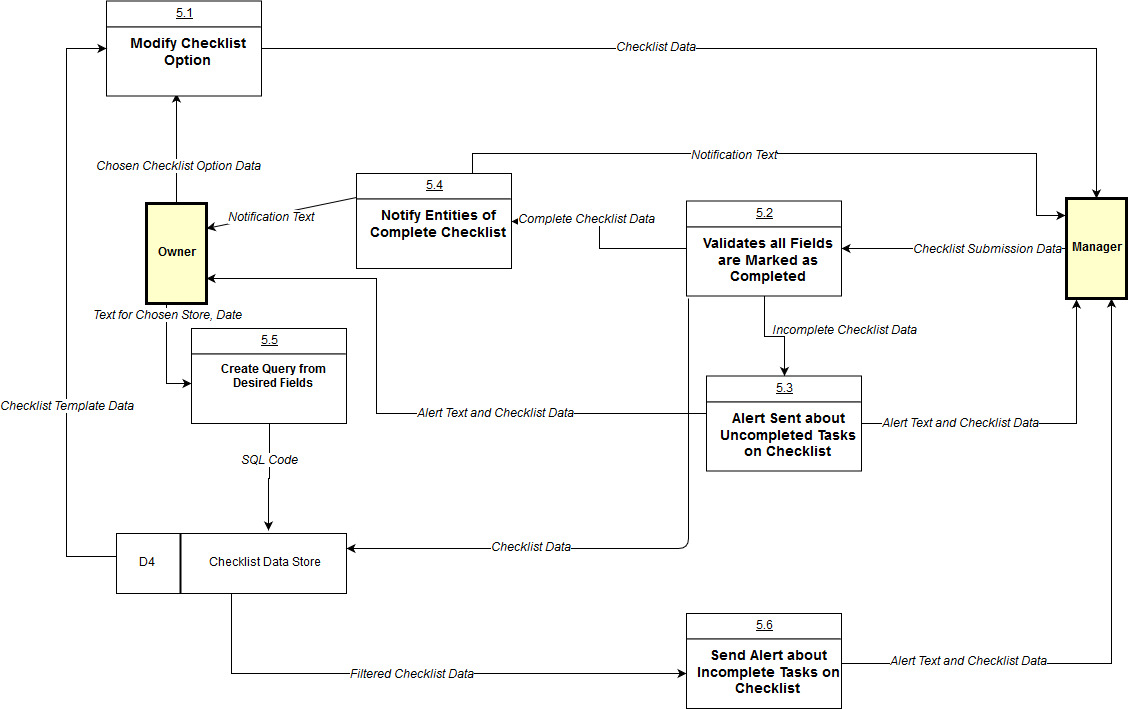 5.1
Modify Checklist
Option
Checklist Data
Chosen Checklist Option Data
Notification Text
5.4
Notify Entities of
Complete Checklist
Notification Text
Complete Checklist Data
5.2
Validates all Fields
are Marked as
Completed
Checklist Submission Data
Manager
Owner
Text for Chosen Store, Date
5.5
Create Query from
Desired Fields
Incomplete Checklist Data
5.3
Alert Sent about
Uncompleted Tasks
on Checklist
Checklist Template Data
Alert Text and Checklist Data
Alert Text and Checklist Data
SQL Code
D4
Checklist Data Store
Checklist Data
5.6
Send Alert about
Incomplete Tasks on
Checklist
Filtered Checklist Data
Alert Text and Checklist Data